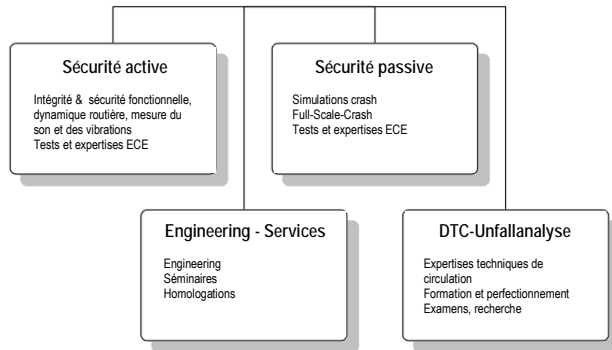 Sécurité active
Intégrité & sécurité fonctionnelle,
dynamique routière, mesure du
son et des vibrations
Tests et expertises ECE
Sécurité passive
Simulations crash
Full-Scale-Crash
Tests et expertises ECE
Engineering - Services
Engineering
Séminaires
Homologations
DTC-Unfallanalyse
Expertises techniques de
circulation
Formation et perfectionnement
Examens, recherche